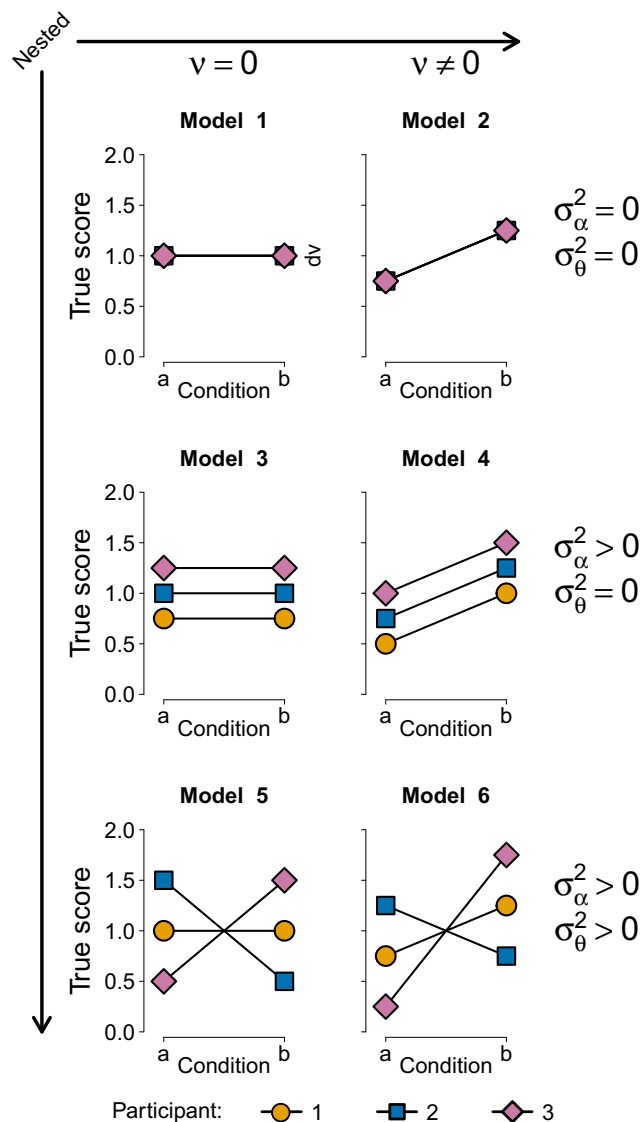 Nested
ν = 0 ν ≠ 0
Model 1 Model 2
True score
2.0
1.5
1.0
0.5
0.0
dv
σ²α = 0
σ²θ = 0
a b a b
Condition Condition
Model 3 Model 4
True score
2.0
1.5
1.0
0.5
0.0
σ²α > 0
σ²θ = 0
a b a b
Condition Condition
Model 5 Model 6
True score
2.0
1.5
1.0
0.5
0.0
σ²α > 0
σ²θ > 0
a b a b
Condition Condition
Participant: 1 2 3